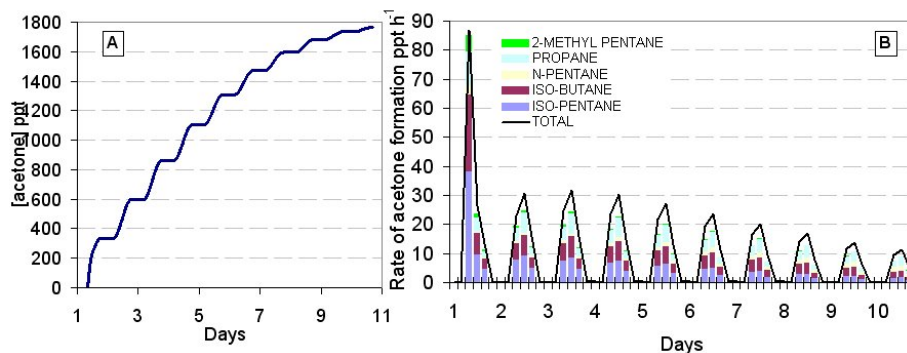 A
1800
1600
1400
1200
1000
800
600
400
200
0
[acetone] ppt
1 3 5 7 9 11
Days
B
90
80
70
60
50
40
30
20
10
0
Rate of acetone formation ppt h⁻¹
2-METHYL PENTANE
PROPANE
N-PENTANE
ISO-BUTANE
ISO-PENTANE
TOTAL
1 2 3 4 5 6 7 8 9 10
Days